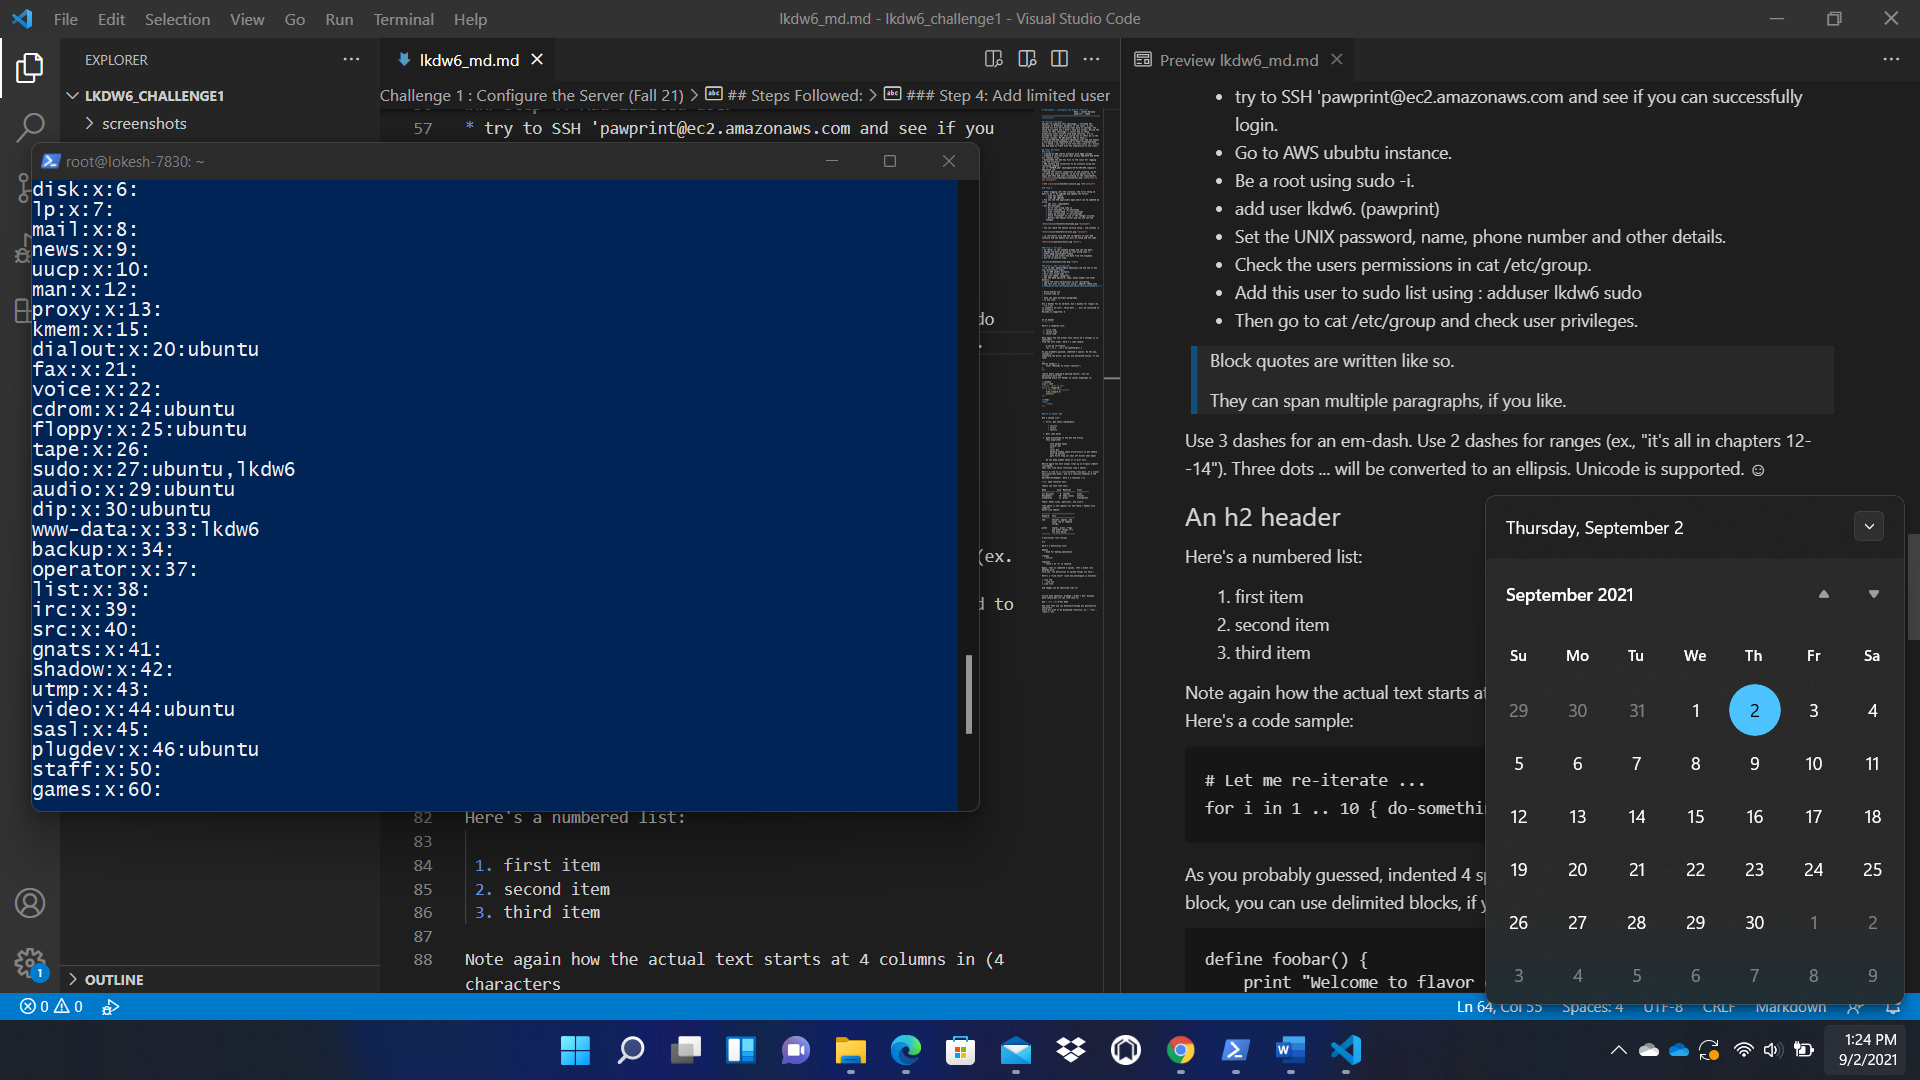 File Edit Selection View Go Run Terminal Help
lkdw6_md.md - lkdw6_challenge1 - Visual Studio Code
EXPLORER
LKDW6_CHALLENGE1
screenshots
lkdw6_md.md
Challenge 1 : Configure the Server (Fall 21) > ## Steps Followed: > ### Step 4: Add limited user
57 * try to SSH 'pawprint@ec2.amazonaws.com and see if you
root@lokesh-7830: ~
disk:x:6:
lp:x:7:
mail:x:8:
news:x:9:
uucp:x:10:
man:x:12:
proxy:x:13:
kmem:x:15:
dialout:x:20:ubuntu
fax:x:21:
voice:x:22:
cdrom:x:24:ubuntu
floppy:x:25:ubuntu
tape:x:26:
sudo:x:27:ubuntu,lkdw6
audio:x:29:ubuntu
dip:x:30:ubuntu
www-data:x:33:lkdw6
backup:x:34:
operator:x:37:
list:x:38:
irc:x:39:
src:x:40:
gnats:x:41:
shadow:x:42:
utmp:x:43:
video:x:44:ubuntu
sasl:x:45:
plugdev:x:46:ubuntu
staff:x:50:
games:x:60:
do
(ex.
d to
82 Here's a numbered list:
83
84 1. first item
85 2. second item
86 3. third item
87
88 Note again how the actual text starts at 4 columns in (4
characters
OUTLINE
Preview lkdw6_md.md
• try to SSH 'pawprint@ec2.amazonaws.com and see if you can successfully
login.
• Go to AWS ububtu instance.
• Be a root using sudo -i.
• add user lkdw6. (pawprint)
• Set the UNIX password, name, phone number and other details.
• Check the users permissions in cat /etc/group.
• Add this user to sudo list using : adduser lkdw6 sudo
• Then go to cat /etc/group and check user privileges.
Block quotes are written like so.
They can span multiple paragraphs, if you like.
Use 3 dashes for an em-dash. Use 2 dashes for ranges (ex., "it's all in chapters 12-
-14"). Three dots ... will be converted to an ellipsis. Unicode is supported. ☺
An h2 header
Here's a numbered list:
1. first item
2. second item
3. third item
Note again how the actual text starts at
Here's a code sample:
# Let me re-iterate ...
for i in 1 .. 10 { do-somethin
As you probably guessed, indented 4 sp
block, you can use delimited blocks, if y
define foobar() {
print "Welcome to flavor
Thursday, September 2
September 2021
Su Mo Tu We Th Fr Sa
29 30 31 1 2 3 4
5 6 7 8 9 10 11
12 13 14 15 16 17 18
19 20 21 22 23 24 25
26 27 28 29 30 1 2
3 4 5 6 7 8 9
1
0 0
Ln 64, Col 55 Spaces: 4 UTF-8 CRLF Markdown
1:24 PM
9/2/2021